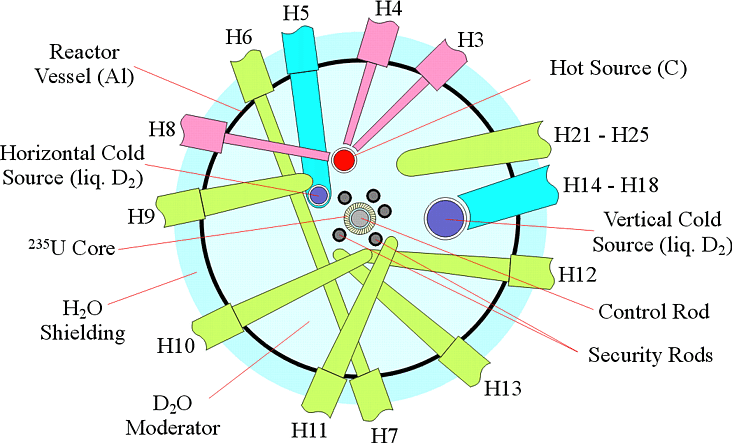 H4
H5
H3
H6
Reactor
Vessel (Al)
Hot Source (C)
H8
H21 - H25
Horizontal Cold
Source (liq. D₂)
H14 - H18
H9
Vertical Cold
Source (liq. D₂)
²³⁵U Core
H12
H₂O
Shielding
Control Rod
H10
Security Rods
H13
D₂O
Moderator
H11
H7